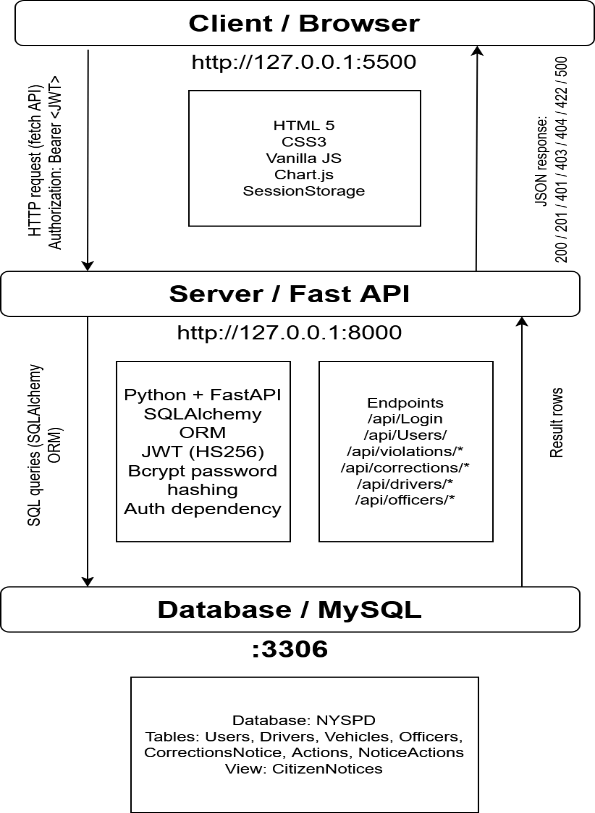 Client / Browser
http://127.0.0.1:5500
HTTP request (fetch API)
Authorization: Bearer <JWT>
HTML 5
CSS3
Vanilla JS
Chart.js
SessionStorage
JSON response:
200 / 201 / 401 / 403 / 404 / 422 / 500
Server / Fast API
http://127.0.0.1:8000
SQL queries (SQLAlchemy
ORM)
Python + FastAPI
SQLAlchemy
ORM
JWT (HS256)
Bcrypt password
hashing
Auth dependency
Endpoints
/api/Login
/api/Users/
/api/violations/*
/api/corrections/*
/api/drivers/*
/api/officers/*
Result rows
Database / MySQL
:3306
Database: NYSPD
Tables: Users, Drivers, Vehicles, Officers,
CorrectionsNotice, Actions, NoticeActions
View: CitizenNotices